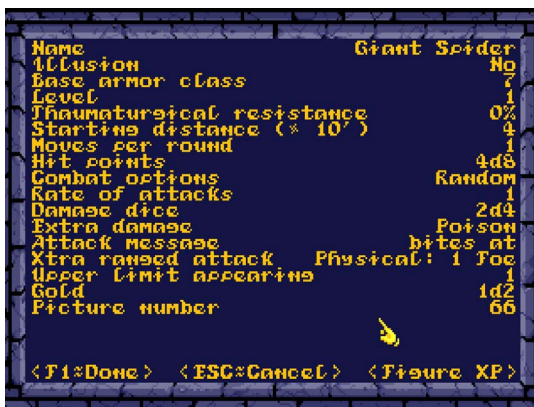 Name Giant Spider
Illusion No
Base armor class 7
Level 1
Thaumaturgical resistance 0%
Starting distance (* 10') 4
Moves per round 1
Hit points 4d8
Combat options Random
Rate of attacks 1
Damage dice 2d4
Extra damage Poison
Attack message bites at
Xtra ranged attack Physical: 1 Foe
Upper limit appearing 1
Gold 1d2
Picture number 66
<F1=Done> <ESC=Cancel> <Figure XP>